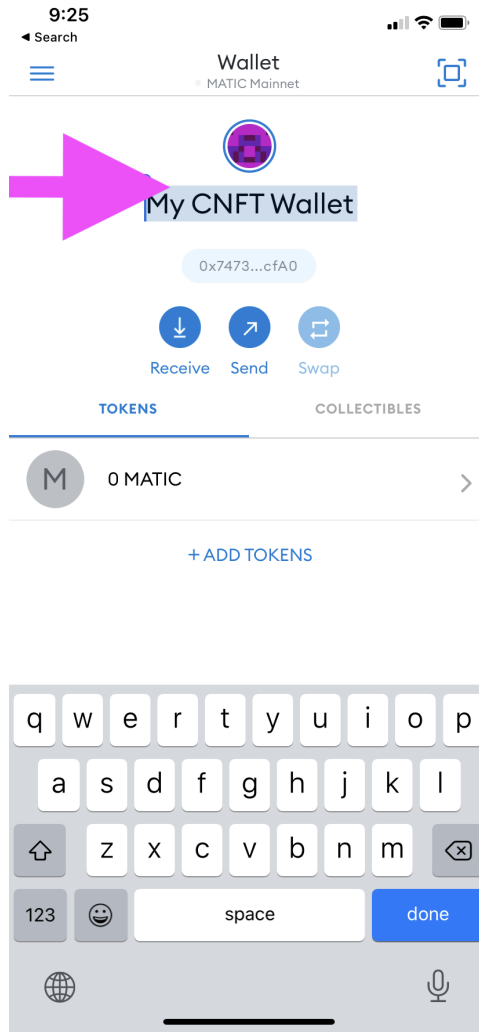 9:25
◀ Search
Wallet
MATIC Mainnet
My CNFT Wallet
0x7473...cfA0
Receive Send Swap
TOKENS COLLECTIBLES
M 0 MATIC
+ ADD TOKENS
q w e r t y u i o p
a s d f g h j k l
z x c v b n m
123 space done